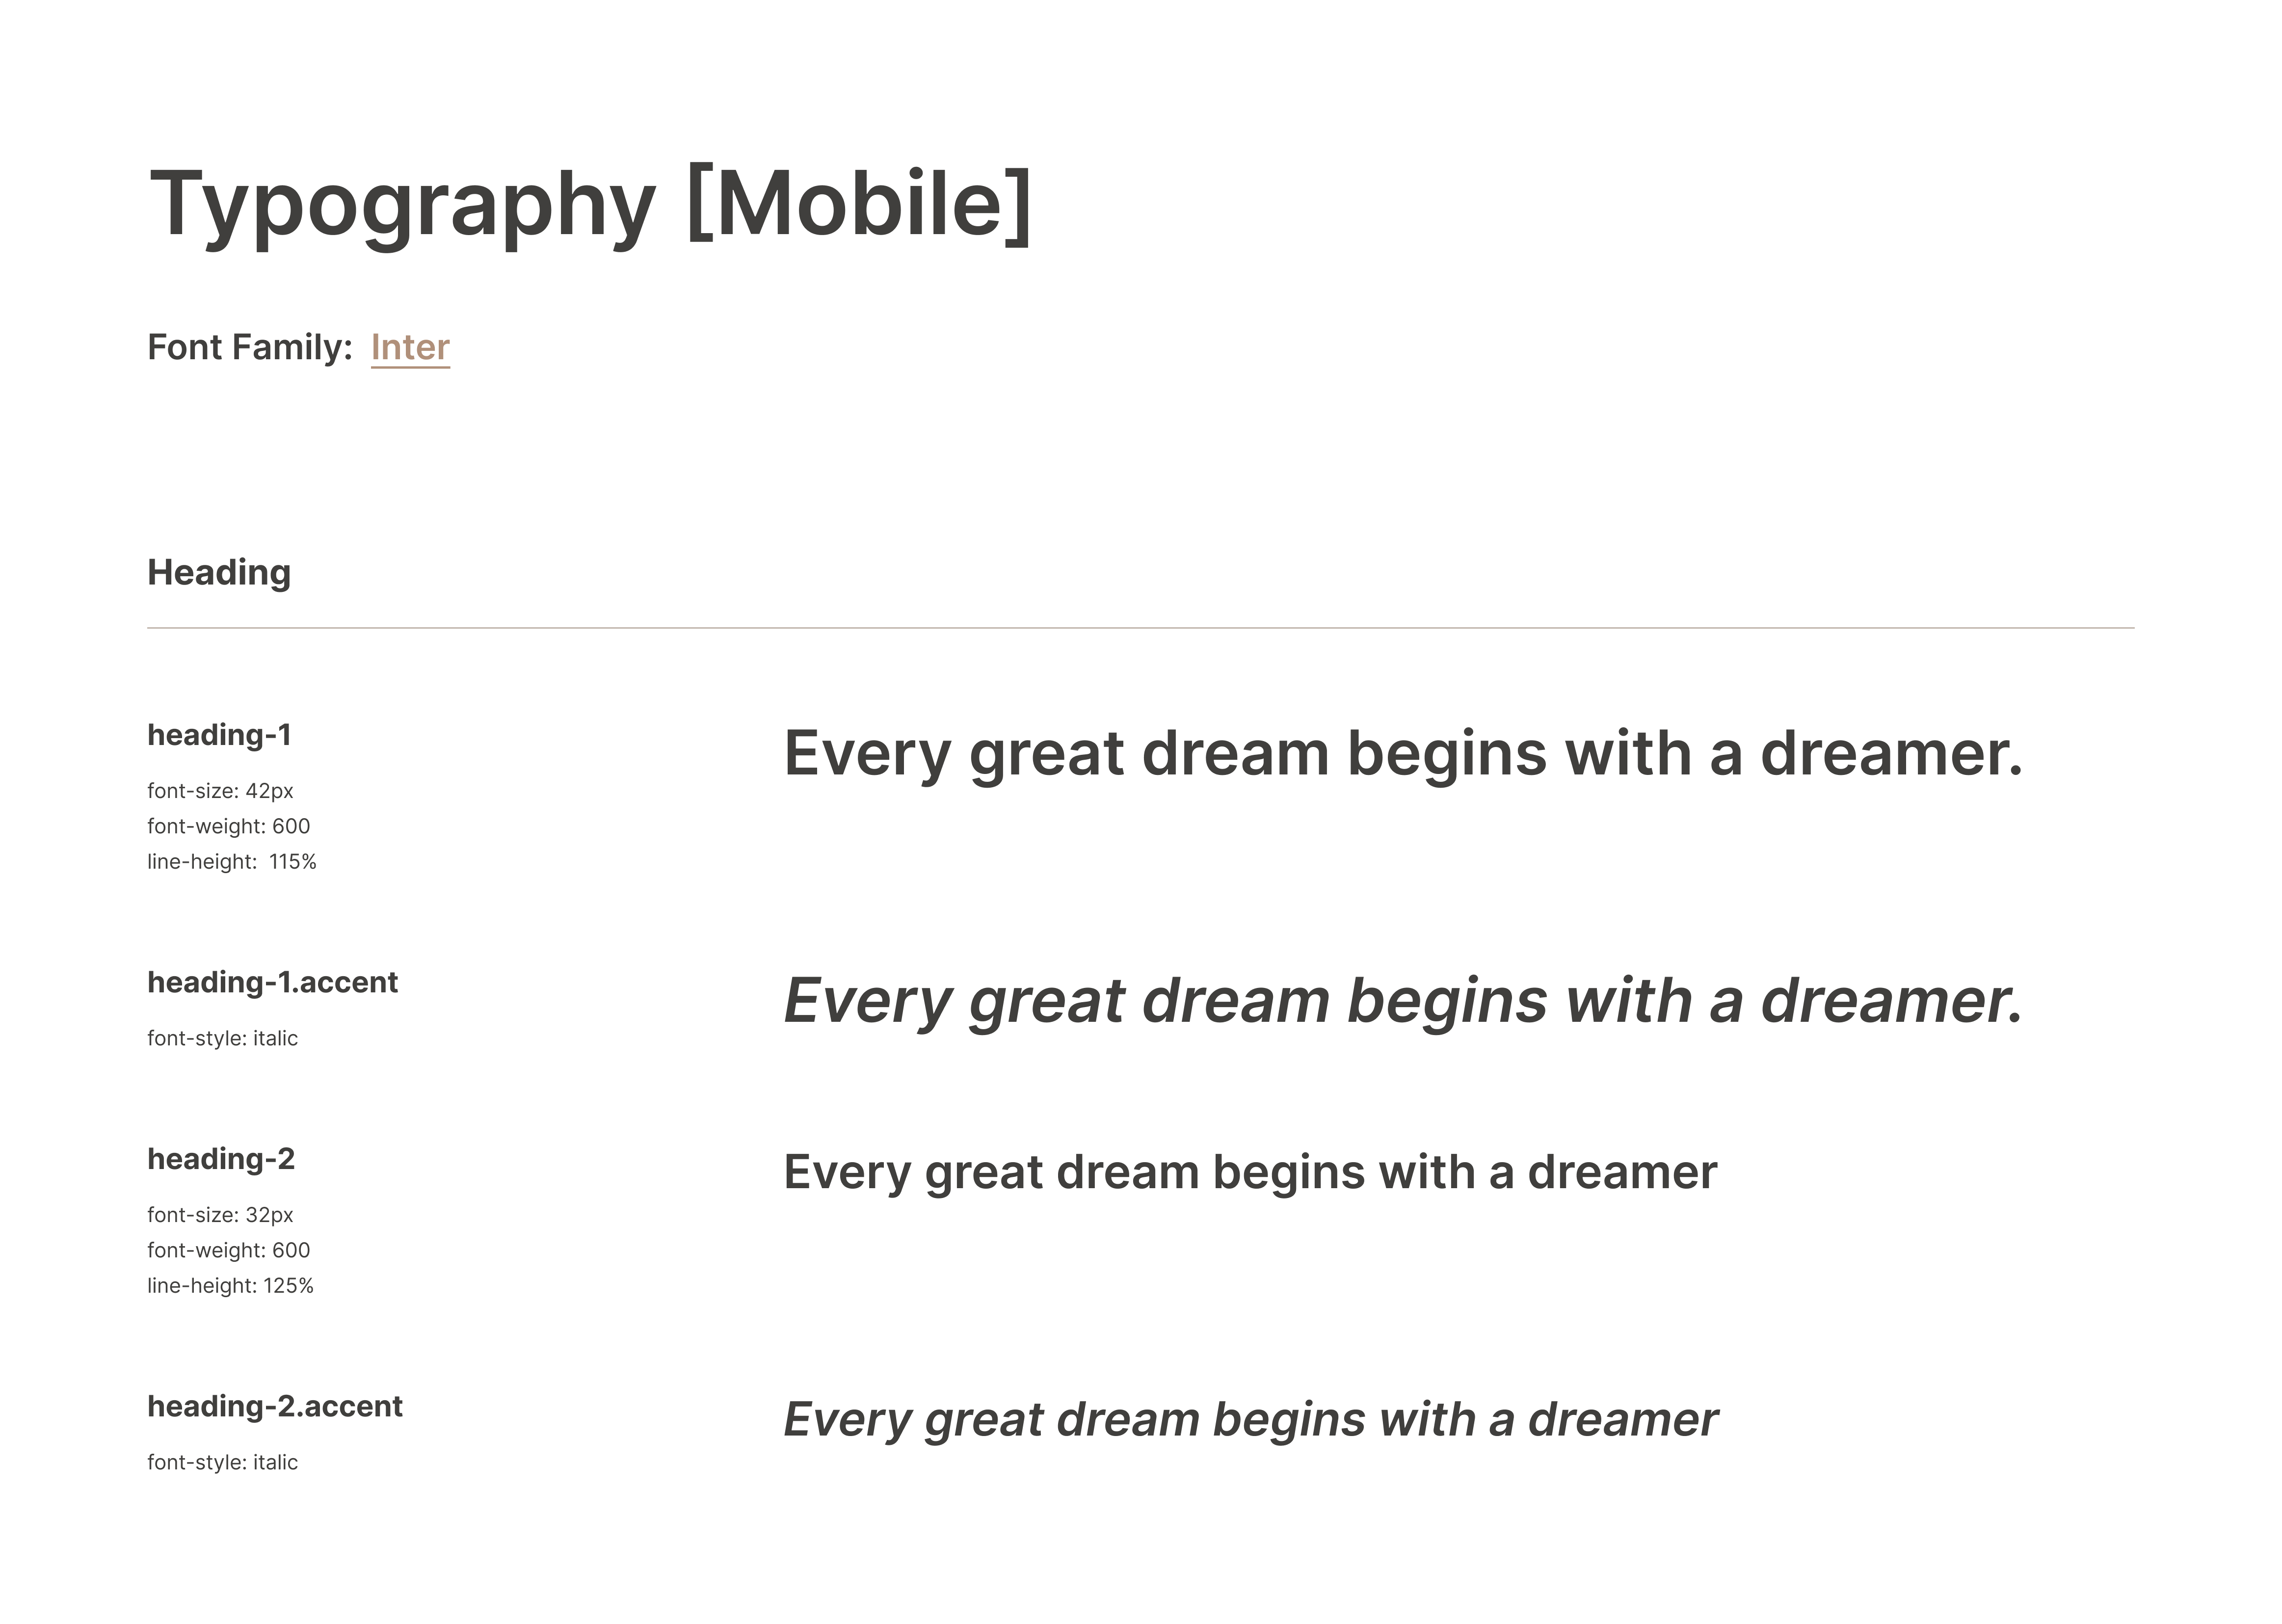 Typography [Mobile]
Font Family: Inter
Heading
heading-1
font-size: 42px
font-weight: 600
line-height: 115%
Every great dream begins with a dreamer.
heading-1.accent
font-style: italic
Every great dream begins with a dreamer.
heading-2
font-size: 32px
font-weight: 600
line-height: 125%
Every great dream begins with a dreamer
heading-2.accent
font-style: italic
Every great dream begins with a dreamer